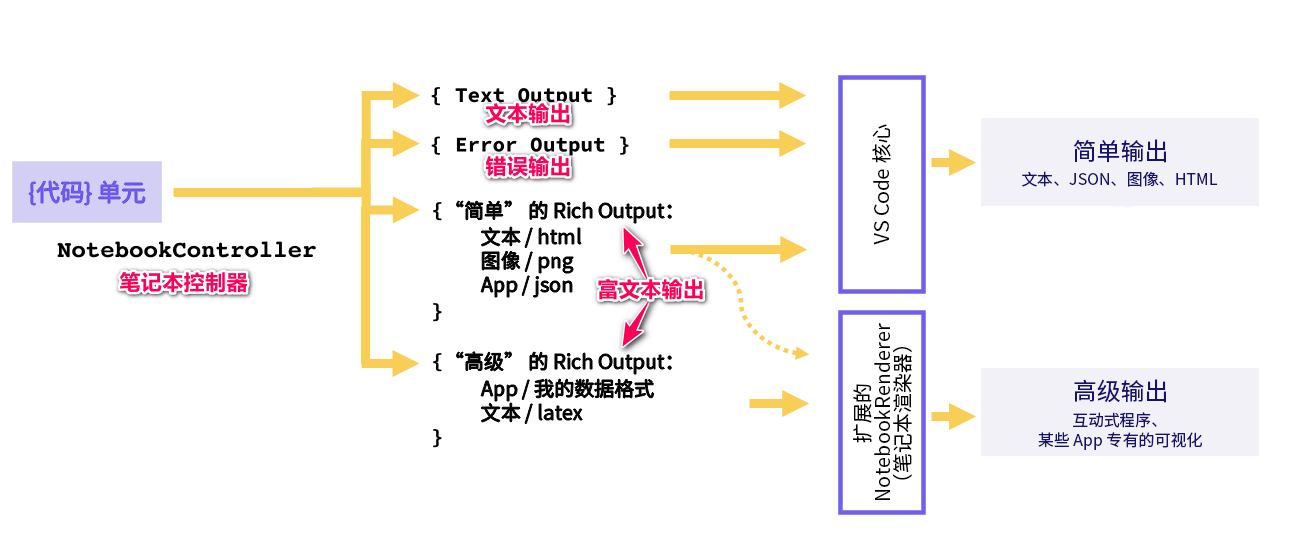 {代码} 单元
NotebookController
笔记本控制器
{ Text Output }
文本输出
{ Error Output }
错误输出
{ “简单” 的 Rich Output：
文本 / html
图像 / png
App / json
}
富文本输出
{ “高级” 的 Rich Output：
App / 我的数据格式
文本 / latex
}
VS Code 核心
扩展的
NotebookRenderer
（笔记本渲染器）
简单输出
文本、JSON、图像、HTML
高级输出
互动式程序、
某些 App 专有的可视化